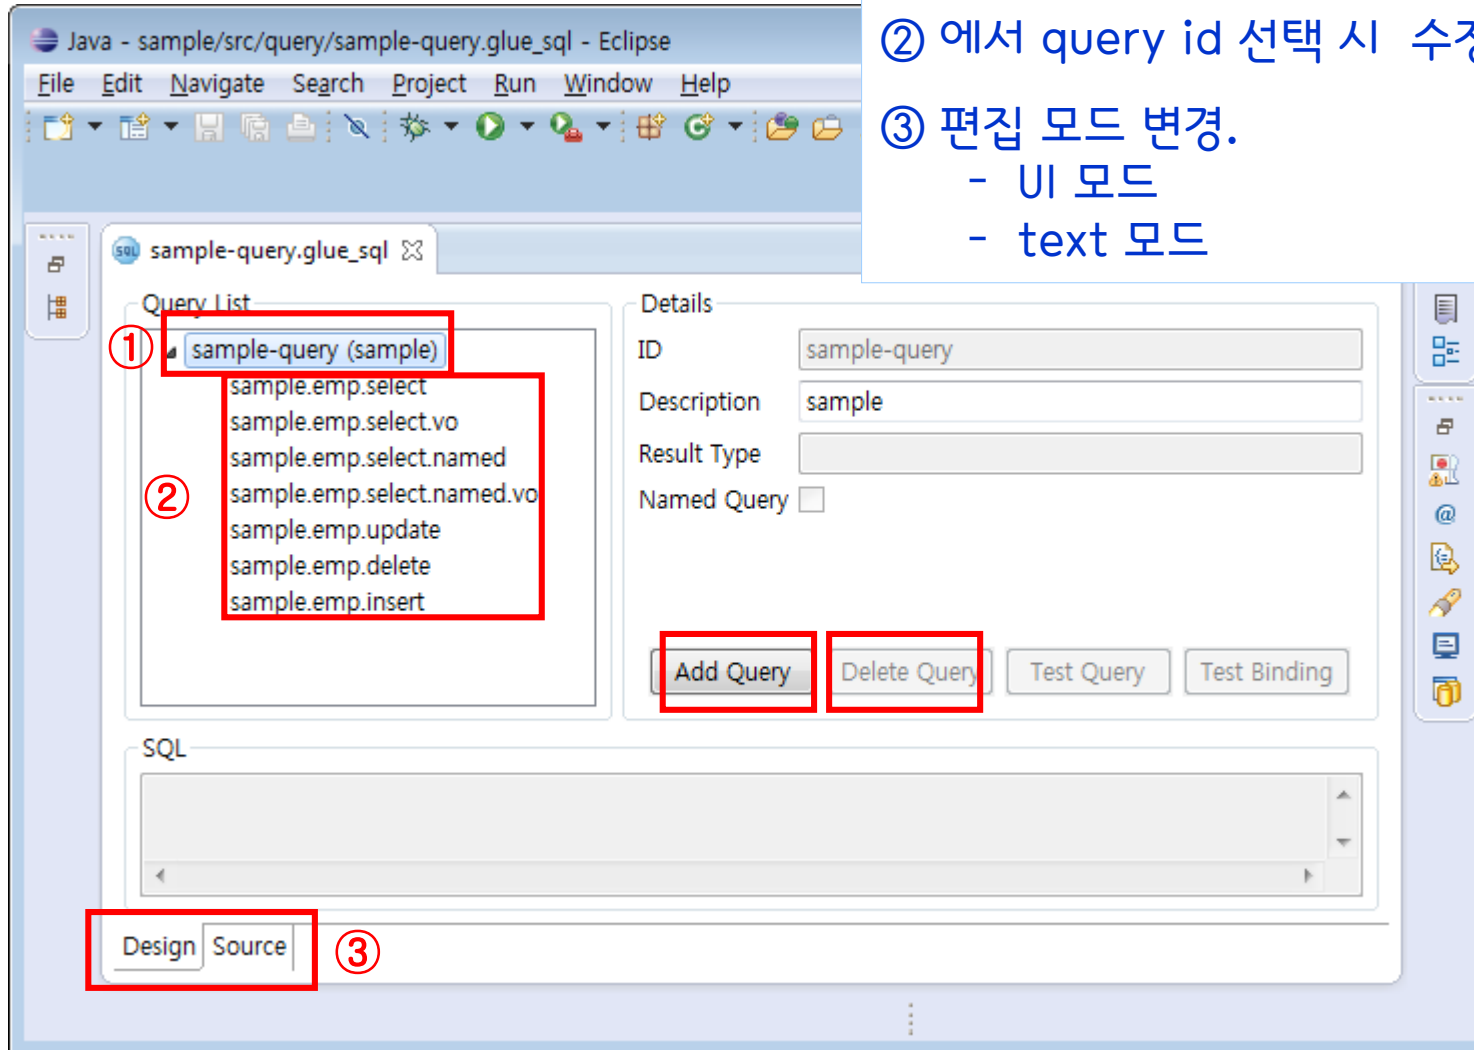 Java - sample/src/query/sample-query.glue_sql - Eclipse
② 에서 query id 선택 시
File Edit Navigate Search Project Run Window Help
③ 편집 모드 변경.
- UI 모드
- text 모드
SQL sample-query.glue_sql
Query List
Details
① sample-query (sample)
ID sample-query
sample.emp.select
Description sample
sample.emp.select.vo
Result Type
sample.emp.select.named
② sample.emp.select.named.vo
Named Query
sample.emp.update
sample.emp.delete
sample.emp.insert
Add Query Delete Query Test Query Test Binding
SQL
Design Source ③